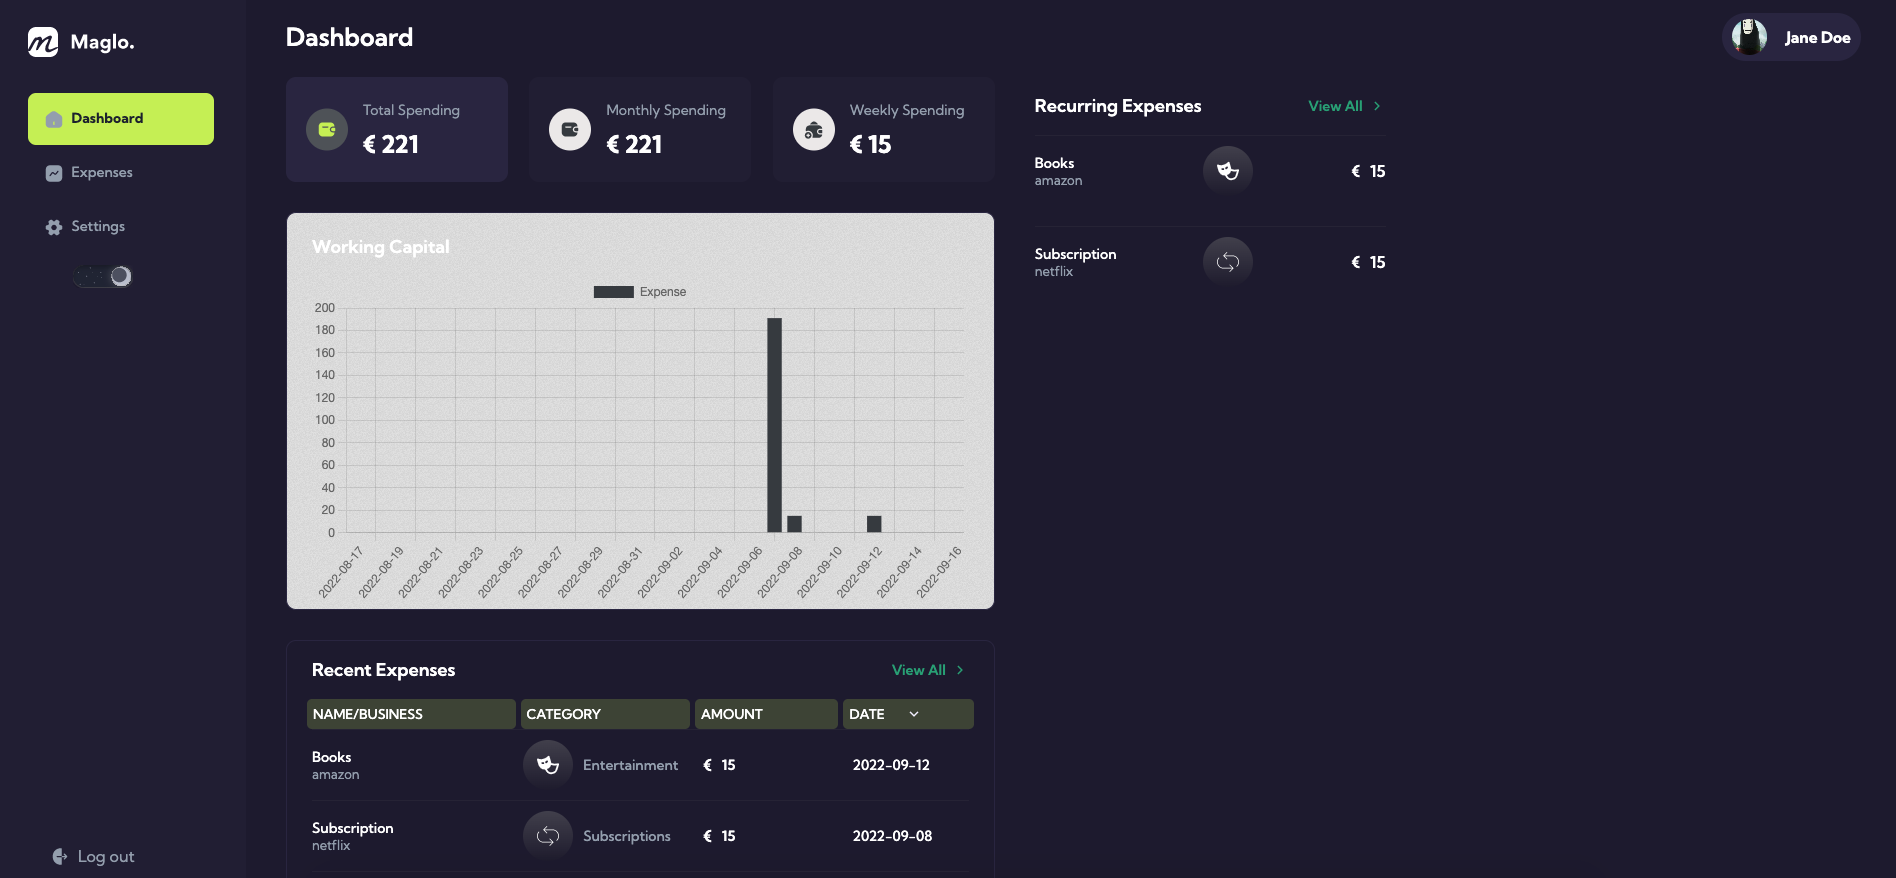 Maglo.
Dashboard
Jane Doe
Dashboard
Expenses
Settings
Log out
Total Spending
€ 221
Monthly Spending
€ 221
Weekly Spending
€ 15
Working Capital
Expense
200
180
160
140
120
100
80
60
40
20
0
2022-08-17
2022-08-19
2022-08-21
2022-08-23
2022-08-25
2022-08-27
2022-08-29
2022-08-31
2022-09-02
2022-09-04
2022-09-06
2022-09-08
2022-09-10
2022-09-12
2022-09-14
2022-09-16
Recent Expenses View All
NAME/BUSINESS CATEGORY AMOUNT DATE
Books
amazon
Entertainment € 15 2022-09-12
Subscription
netflix
Subscriptions € 15 2022-09-08
Recurring Expenses View All
Books
amazon
€ 15
Subscription
netflix
€ 15